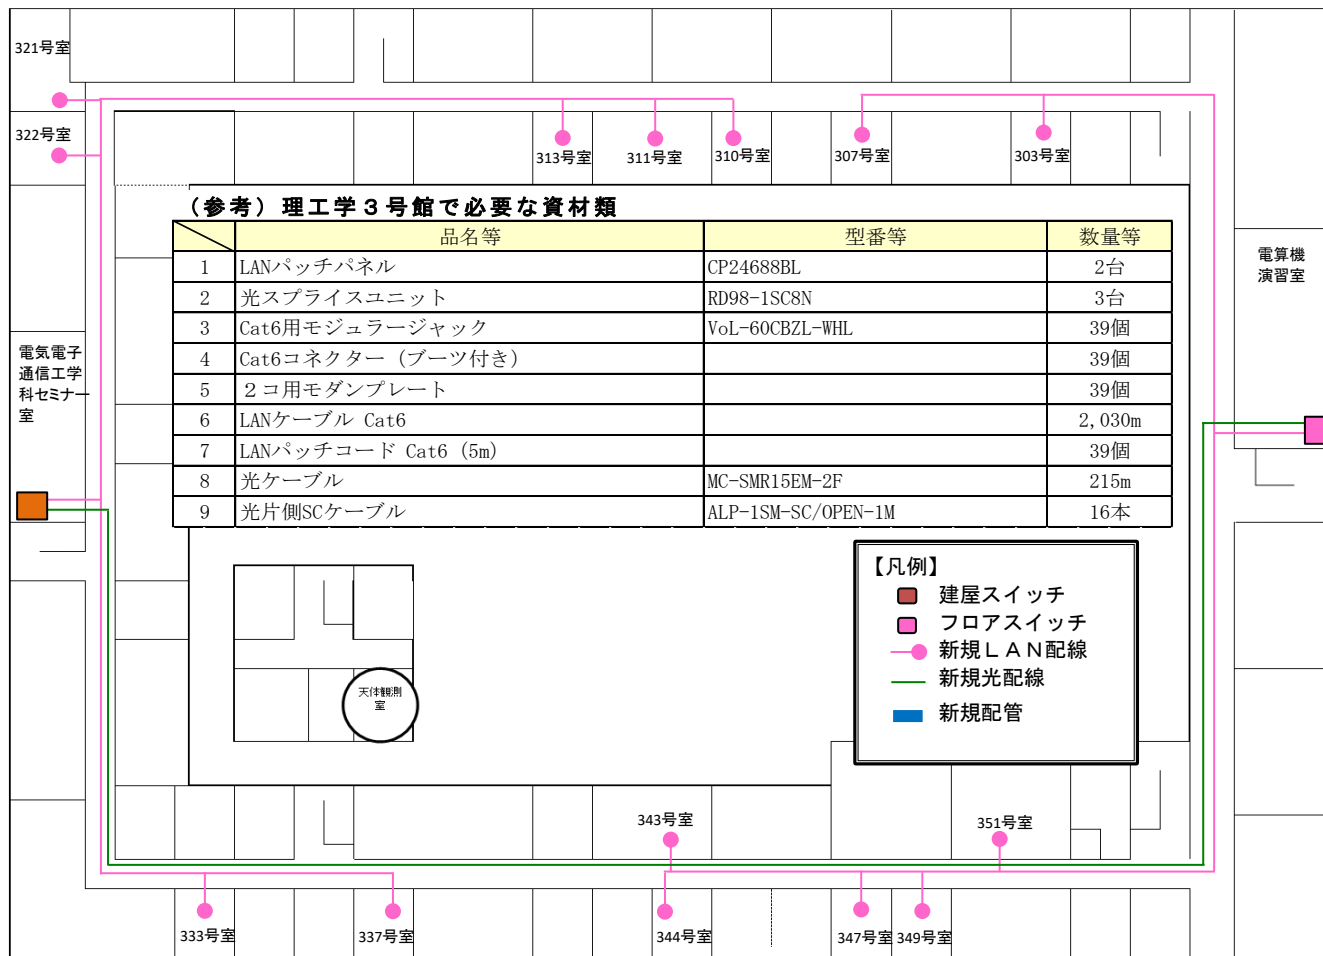 321号室
322号室
313号室
311号室
310号室
307号室
303号室
（参考）理工学３号館で必要な資材類
品名等 型番等 数量等
1 LANパッチパネル CP24688BL 2台
2 光スプライスユニット RD98-1SC8N 3台
3 Cat6用モジュラージャック VoL-60CBZL-WHL 39個
4 Cat6コネクター（ブーツ付き） 39個
5 ２コ用モダンプレート 39個
6 LANケーブル Cat6 2,030m
7 LANパッチコード Cat6（5m） 39個
8 光ケーブル MC-SMR15EM-2F 215m
9 光片側SCケーブル ALP-1SM-SC/OPEN-1M 16本
電算機
演習室
電気電子
通信工学
科セミナー
室
【凡例】
建屋スイッチ
フロアスイッチ
新規ＬＡＮ配線
新規光配線
新規配管
天体観測
室
343号室
351号室
333号室
337号室
344号室
347号室
349号室